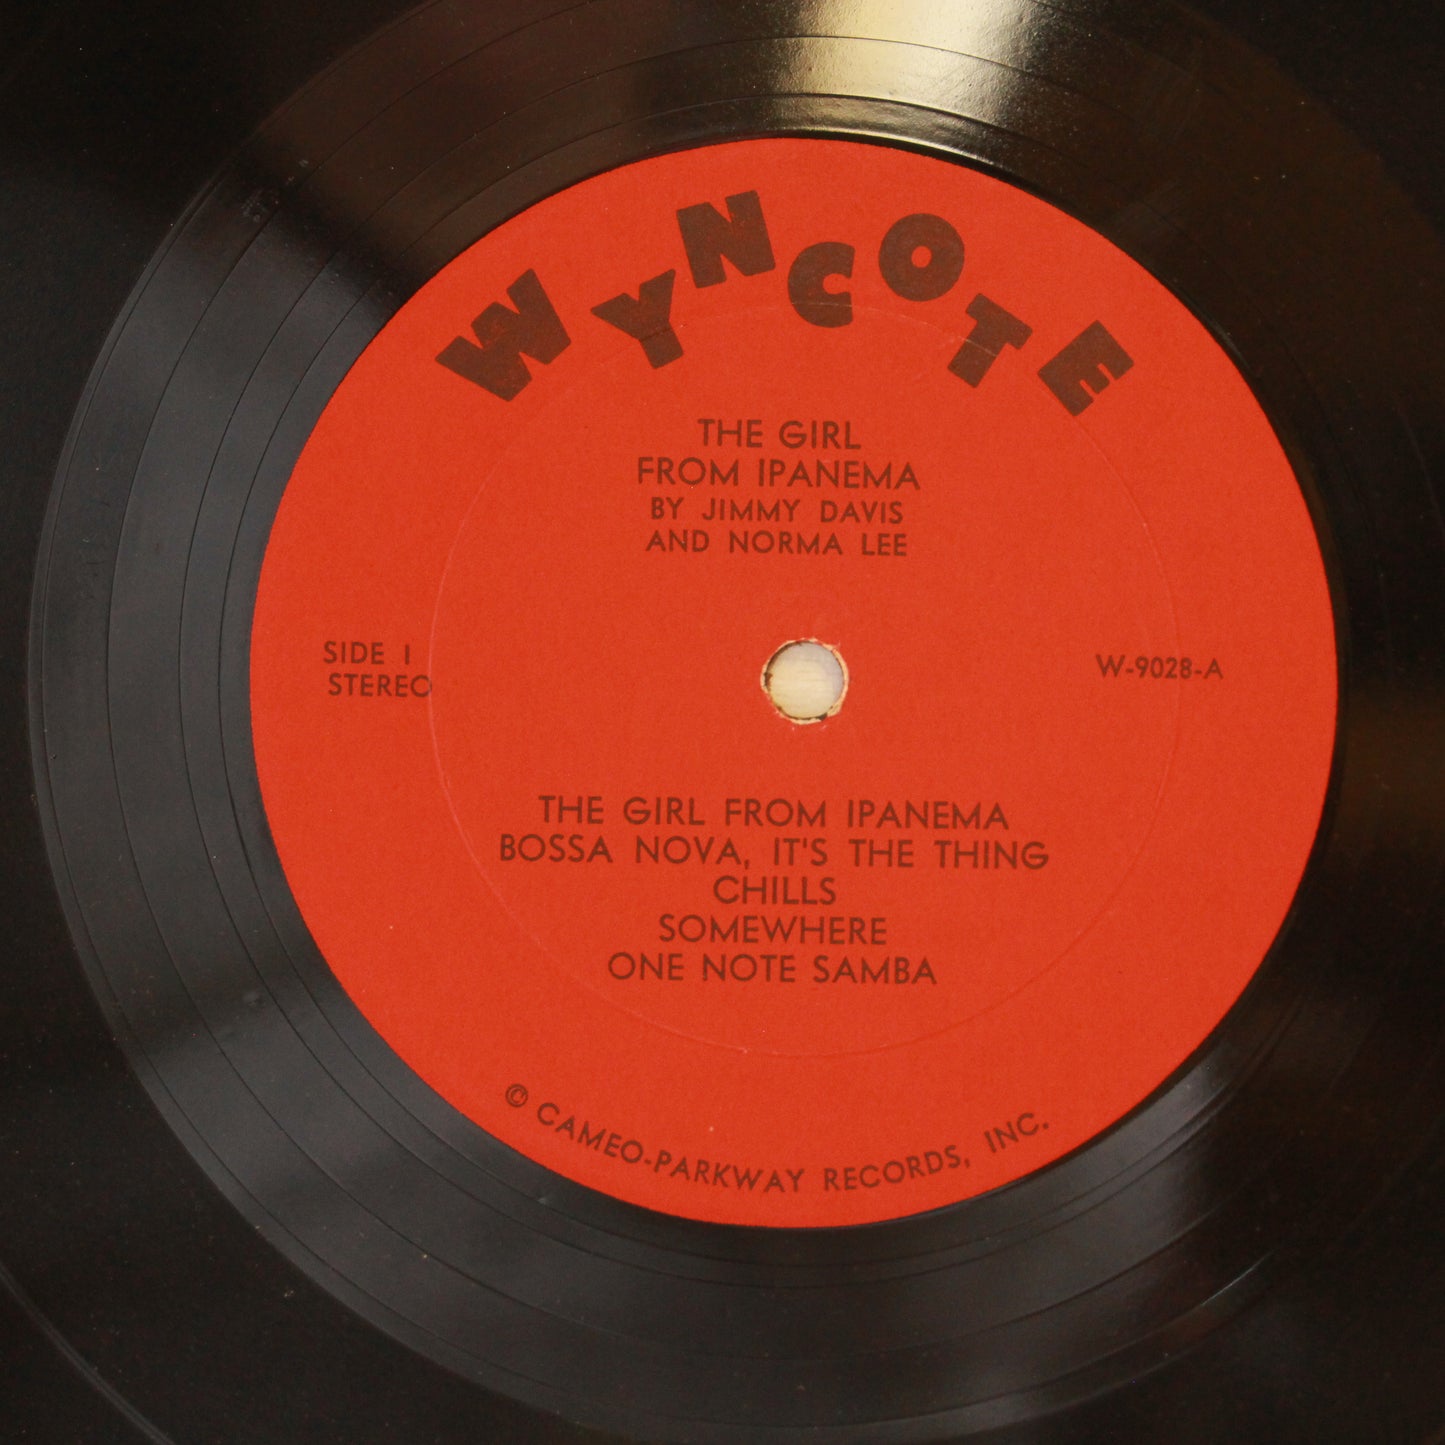 WYNCOTE
THE GIRL
FROM IPANEMA
BY JIMMY DAVIS
AND NORMA LEE
SIDE 1
STEREO
W-9028-A
THE GIRL FROM IPANEMA
BOSSA NOVA, IT'S THE THING
CHILLS
SOMEWHERE
ONE NOTE SAMBA
© CAMEO-PARKWAY RECORDS, INC.